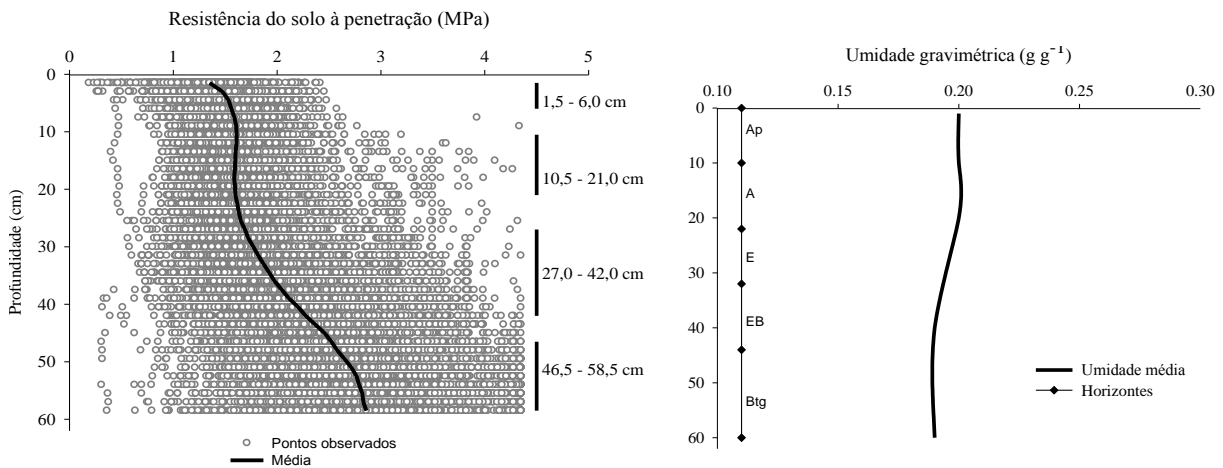 Resistência do solo à penetração (MPa)
0 1 2 3 4 5
Profundidade (cm)
0
10
20
30
40
50
60
1,5 - 6,0 cm
10,5 - 21,0 cm
27,0 - 42,0 cm
46,5 - 58,5 cm
Pontos observados
Média
Umidade gravimétrica (g g⁻¹)
0.10 0.15 0.20 0.25 0.30
0
10
20
30
40
50
60
Ap
A
E
EB
Btg
Umidade média
Horizontes